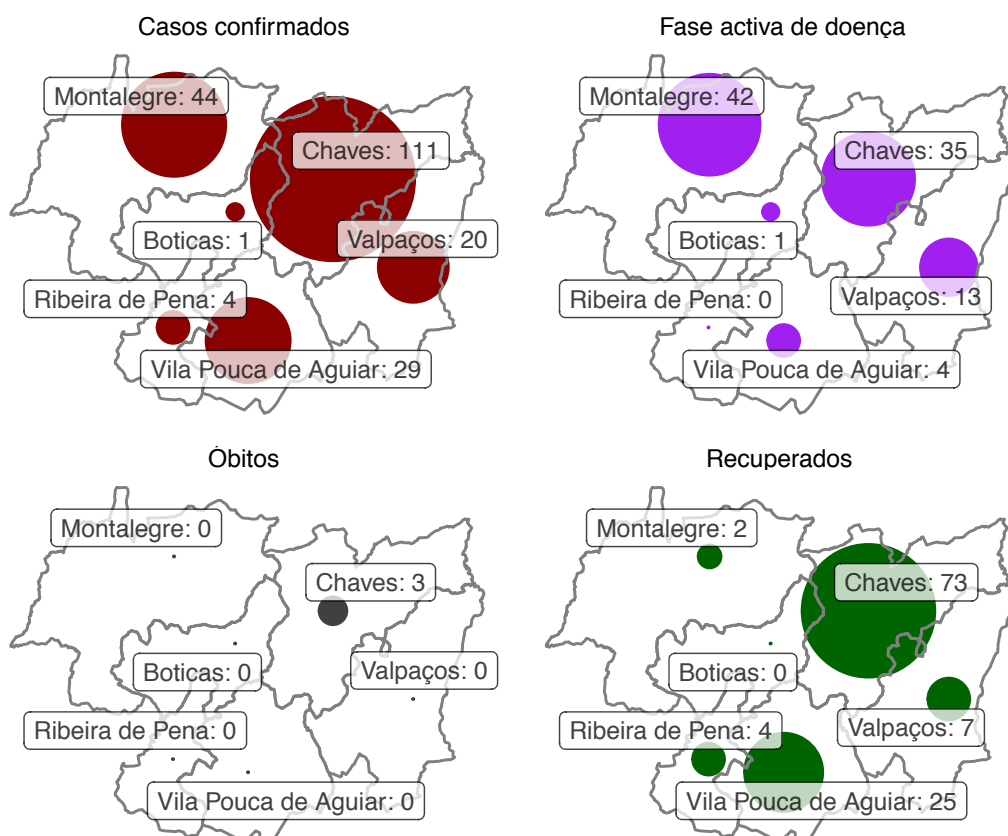 Casos confirmados
Montalegre: 44
Chaves: 111
Boticas: 1
Valpaços: 20
Ribeira de Pena: 4
Vila Pouca de Aguiar: 29
Fase activa de doença
Montalegre: 42
Chaves: 35
Boticas: 1
Valpaços: 13
Ribeira de Pena: 0
Vila Pouca de Aguiar: 4
Óbitos
Montalegre: 0
Chaves: 3
Boticas: 0
Valpaços: 0
Ribeira de Pena: 0
Vila Pouca de Aguiar: 0
Recuperados
Montalegre: 2
Chaves: 73
Boticas: 0
Valpaços: 7
Ribeira de Pena: 4
Vila Pouca de Aguiar: 25